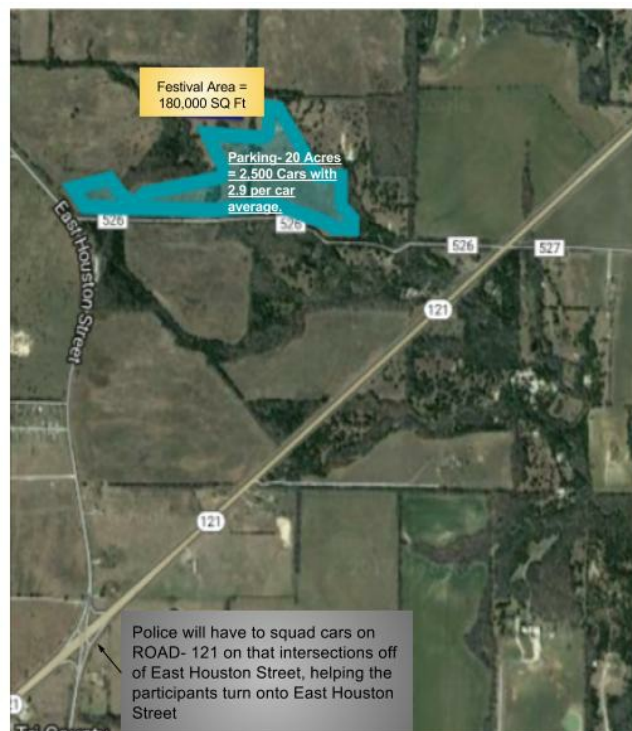 Festival Area =
180,000 SQ Ft
Parking- 20 Acres
= 2,500 Cars with
2.9 per car
average.
526
526
526
527
East Houston Street
121
121
Police will have to squad cars on
ROAD- 121 on that intersections off
of East Houston Street, helping the
participants turn onto East Houston
Street